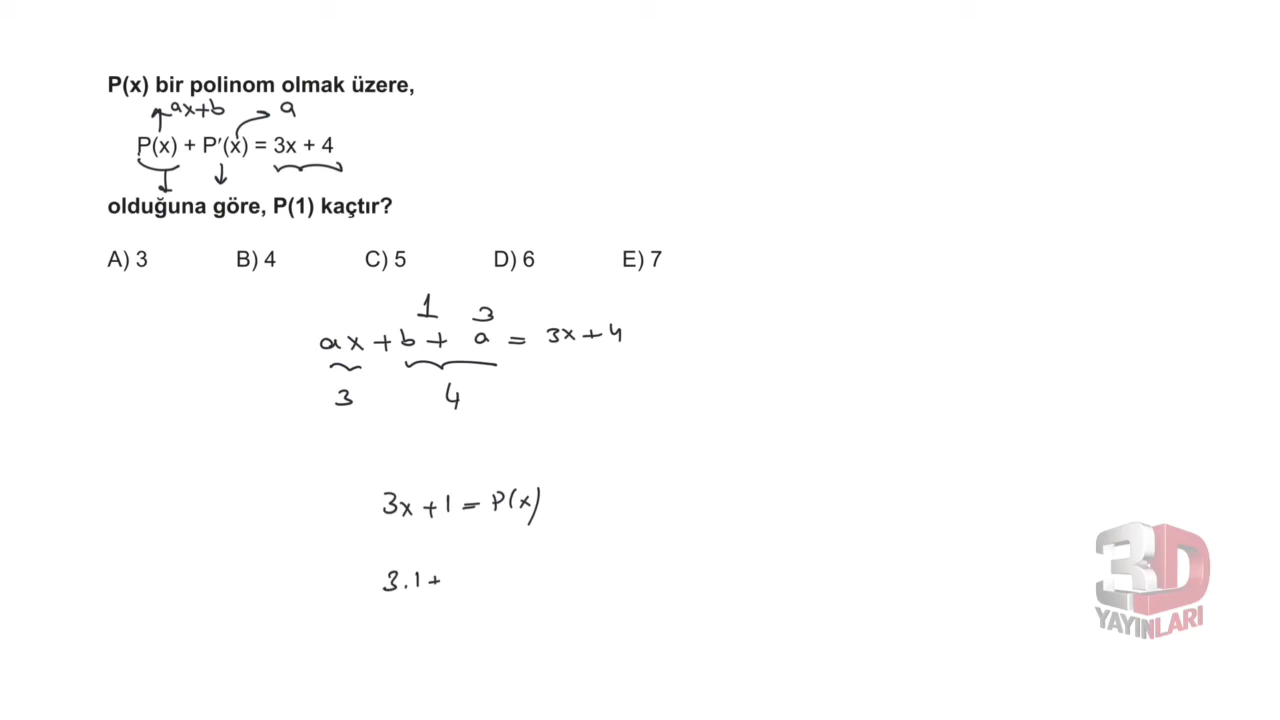 P(x) bir polinom olmak üzere,
ax+b a
P(x) + P′(x) = 3x + 4
olduğuna göre, P(1) kaçtır?
A) 3 B) 4 C) 5 D) 6 E) 7
1 3
ax + b + a = 3x + 4
3 4
3x + 1 = P(x)
3.1 +
3D
YAYINLARI